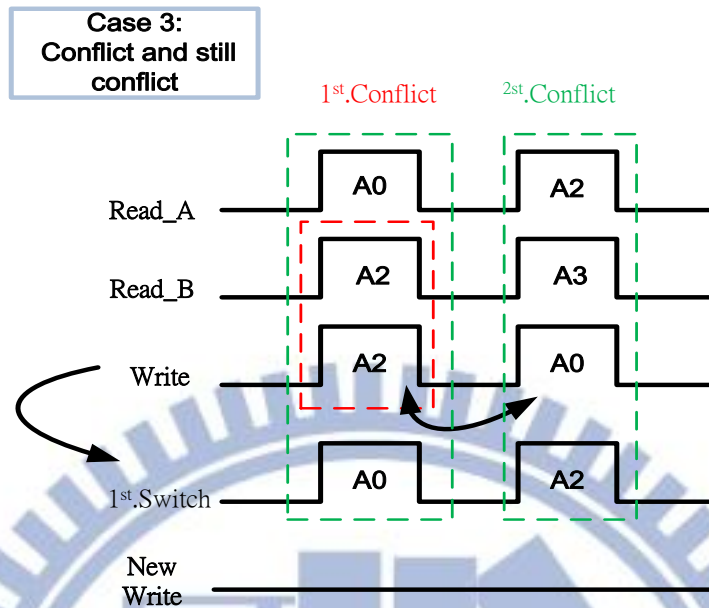 Case 3:
Conflict and still
conflict
1st.Conflict
2st.Conflict
Read_A
A0
A2
Read_B
A2
A3
Write
A2
A0
1st.Switch
A0
A2
New
Write